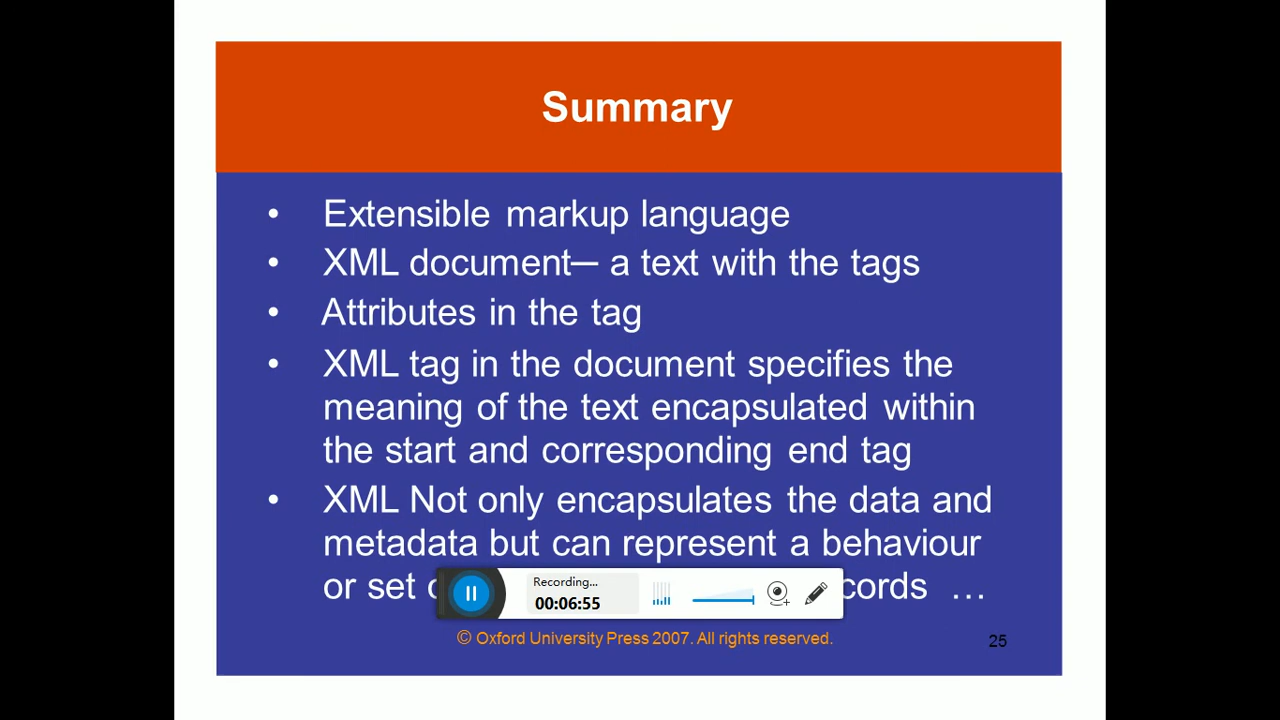 Summary
• Extensible markup language
• XML document─ a text with the tags
• Attributes in the tag
• XML tag in the document specifies the
meaning of the text encapsulated within
the start and corresponding end tag
• XML Not only encapsulates the data and
metadata but can represent a behaviour
or set cords …
Recording...
00:06:55
© Oxford University Press 2007. All rights reserved.
25